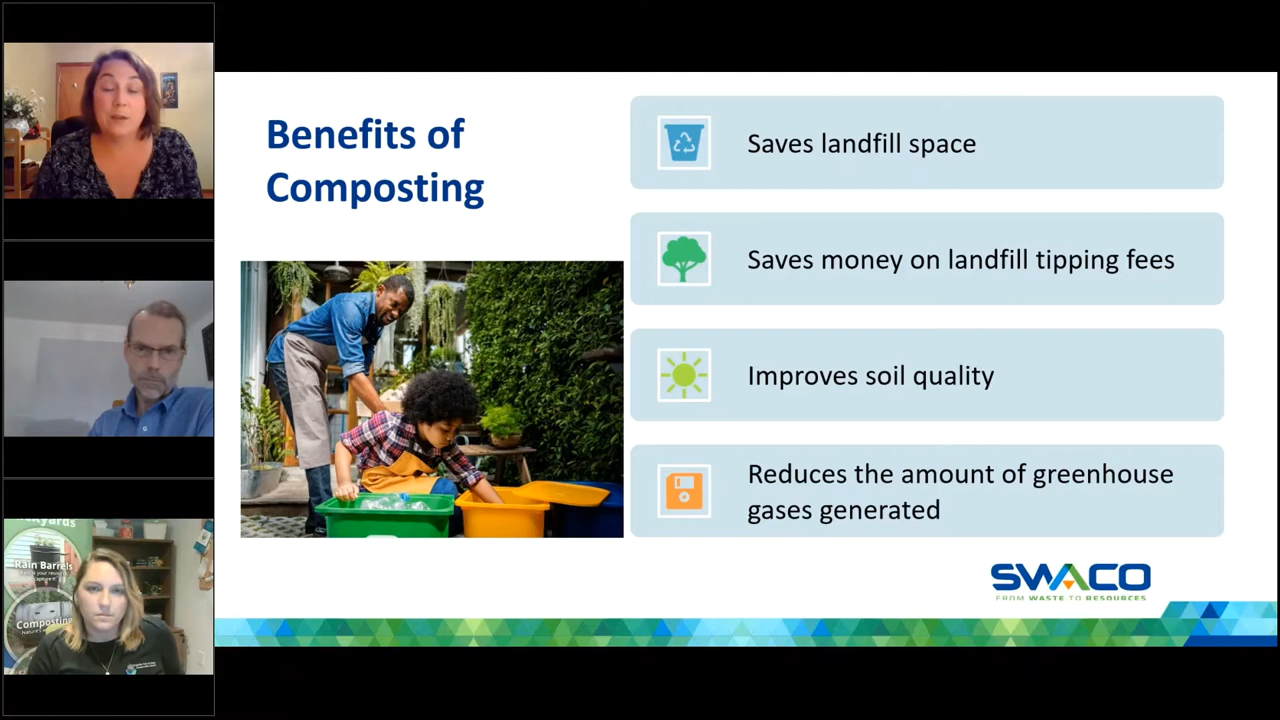 Benefits of
Composting
Saves landfill space
Saves money on landfill tipping fees
Improves soil quality
Reduces the amount of greenhouse
gases generated
SWACO
FROM WASTE TO RESOURCES
Rain Barrels
Composting